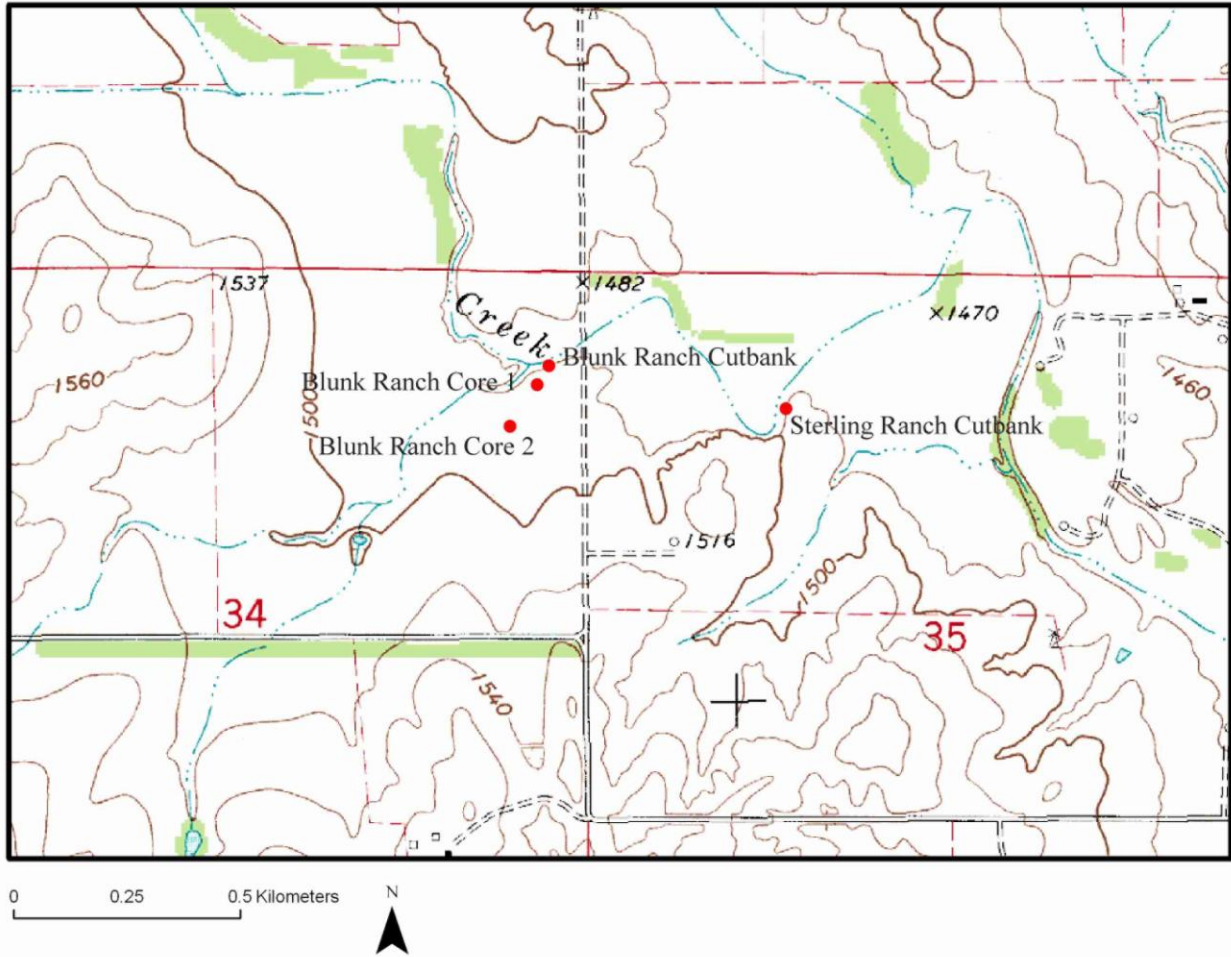 1537
×1482
Creek
×1470
Blunk Ranch Cutbank
1560
Blunk Ranch Core 1
1460
1500
Sterling Ranch Cutbank
Blunk Ranch Core 2
1516
1500
34
35
1540
0 0.25 0.5 Kilometers
N